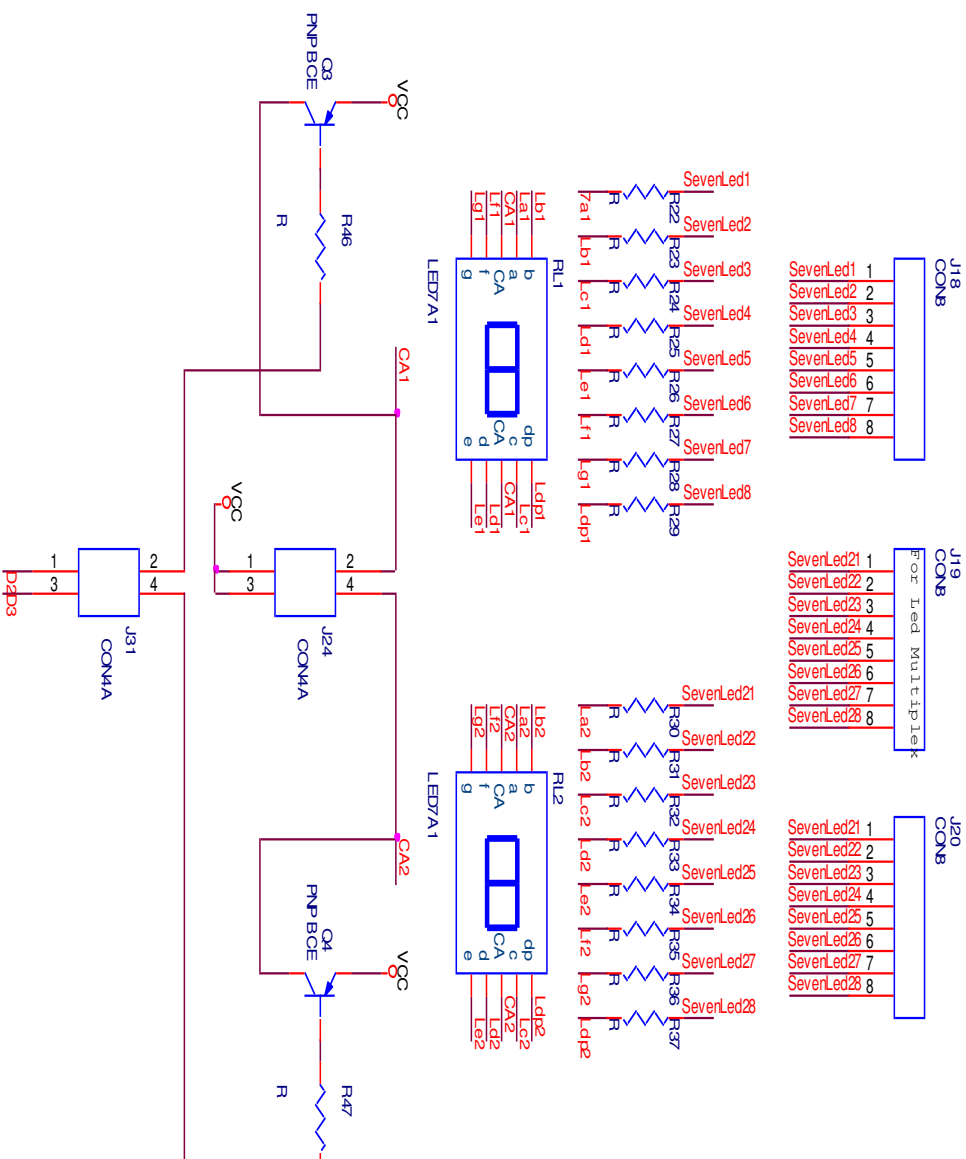 J18
CON8
SevenLed1 1
SevenLed2 2
SevenLed3 3
SevenLed4 4
SevenLed5 5
SevenLed6 6
SevenLed7 7
SevenLed8 8
J19
CON8
For Led Multiplex
SevenLed21 1
SevenLed22 2
SevenLed23 3
SevenLed24 4
SevenLed25 5
SevenLed26 6
SevenLed27 7
SevenLed28 8
J20
CON8
SevenLed21 1
SevenLed22 2
SevenLed23 3
SevenLed24 4
SevenLed25 5
SevenLed26 6
SevenLed27 7
SevenLed28 8
SevenLed1 R22 R 7a1
SevenLed2 R23 R Lb1
SevenLed3 R24 R Lc1
SevenLed4 R25 R Ld1
SevenLed5 R26 R Le1
SevenLed6 R27 R Lf1
SevenLed7 R28 R Lg1
SevenLed8 R29 R Ldp1
SevenLed21 R30 R La2
SevenLed22 R31 R Lb2
SevenLed23 R32 R Lc2
SevenLed24 R33 R Ld2
SevenLed25 R34 R Le2
SevenLed26 R35 R Lf2
SevenLed27 R36 R Lg2
SevenLed28 R37 R Ldp2
RL1
Lb1 b dp Ldp1
La1 a c Lc1
CA1 CA CA CA1
Lf1 f d Ld1
Lg1 g e Le1
LED7A1
RL2
Lb2 b dp Ldp2
La2 a c Lc2
CA2 CA CA CA2
Lf2 f d Ld2
Lg2 g e Le2
LED7A1
VCC
Q3
PNP BCE
R46
R
CA1
VCC
1 2
3 4
J24
CON4A
CA2
VCC
Q4
PNP BCE
R47
R
1 2
3 4
J31
CON4A
D2
D3